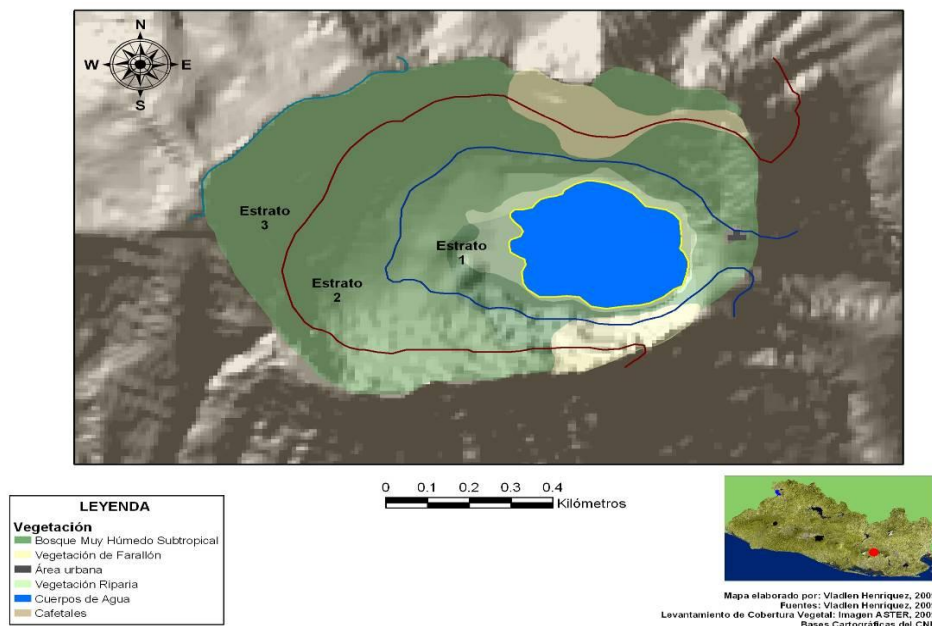 N
W E
S
Estrato
3
Estrato
1
Estrato
2
LEYENDA
Vegetación
Bosque Muy Húmedo Subtropical
Vegetación de Farallón
Área urbana
Vegetación Riparia
Cuerpos de Agua
Cafetales
0 0.1 0.2 0.3 0.4
Kilómetros
Mapa elaborado por: Vladlen Henríquez,
Fuentes: Vladlen Henríquez,
Levantamiento de Cobertura Vegetal: Imagen ASTER,
Bases Cartográficas del